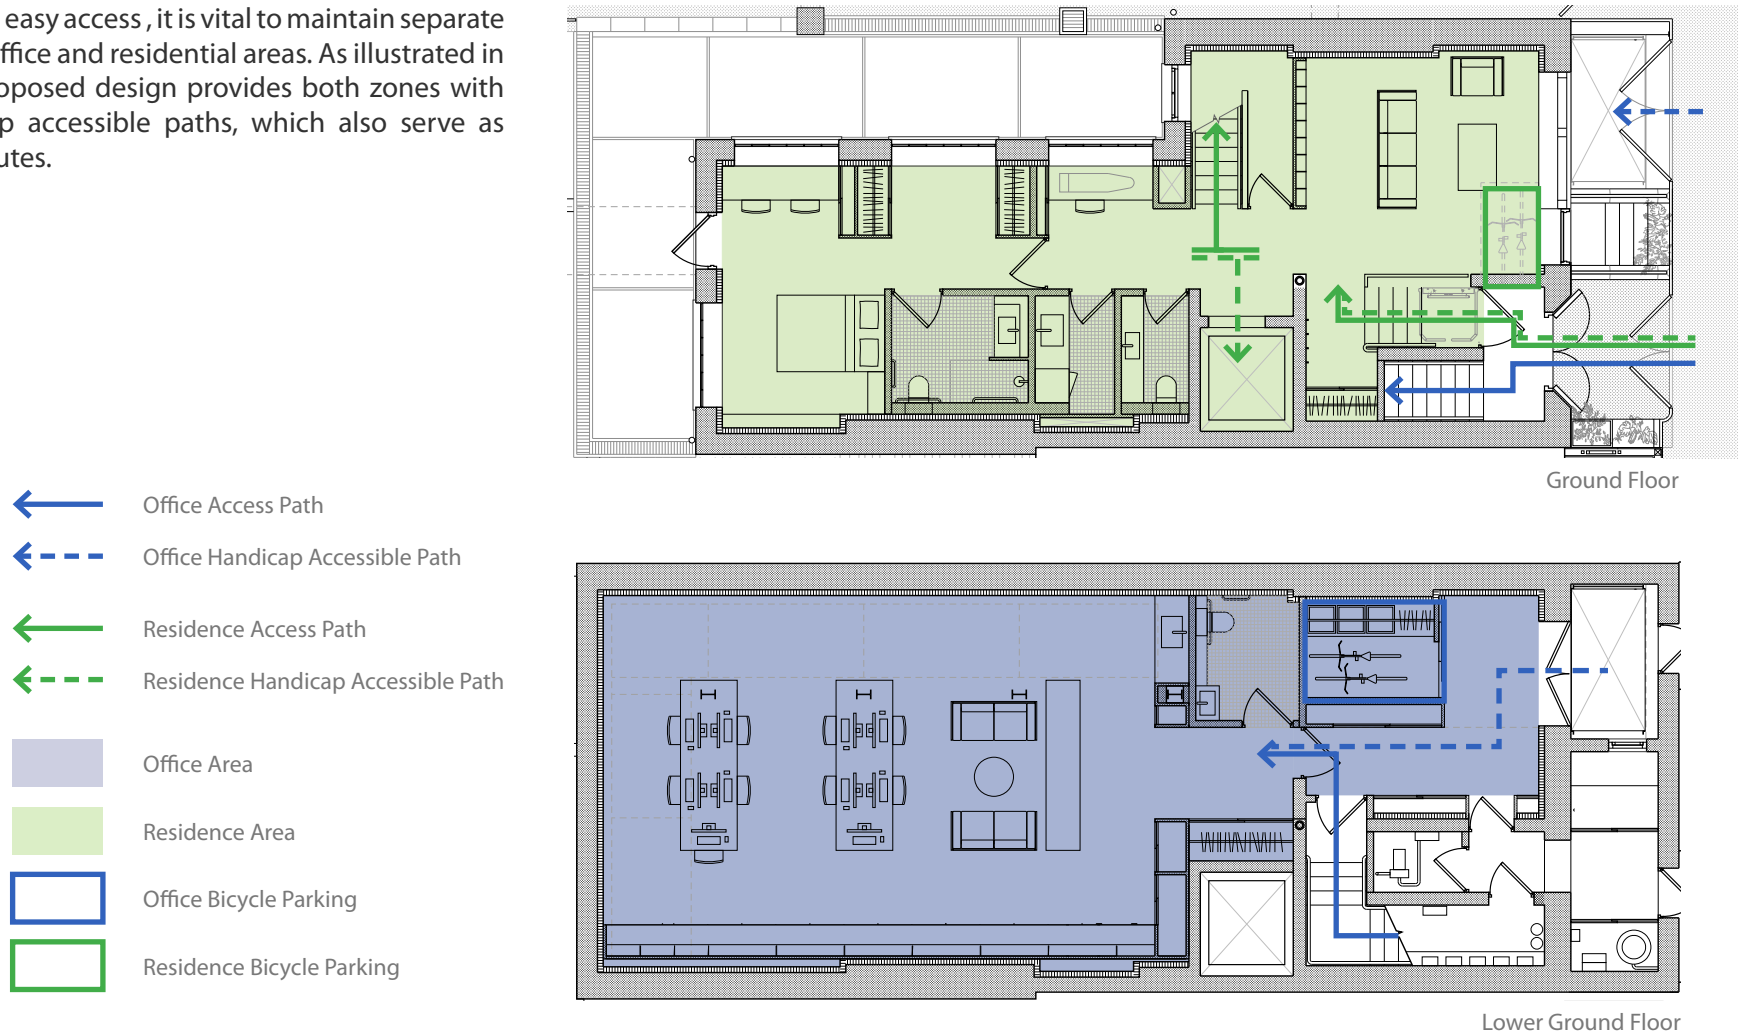 easy access , it is vital to maintain separate
ffice and residential areas. As illustrated in
oposed design provides both zones with
p accessible paths, which also serve as
utes.
Ground Floor
Office Access Path
Office Handicap Accessible Path
Residence Access Path
Residence Handicap Accessible Path
Office Area
Residence Area
Office Bicycle Parking
Residence Bicycle Parking
Lower Ground Floor